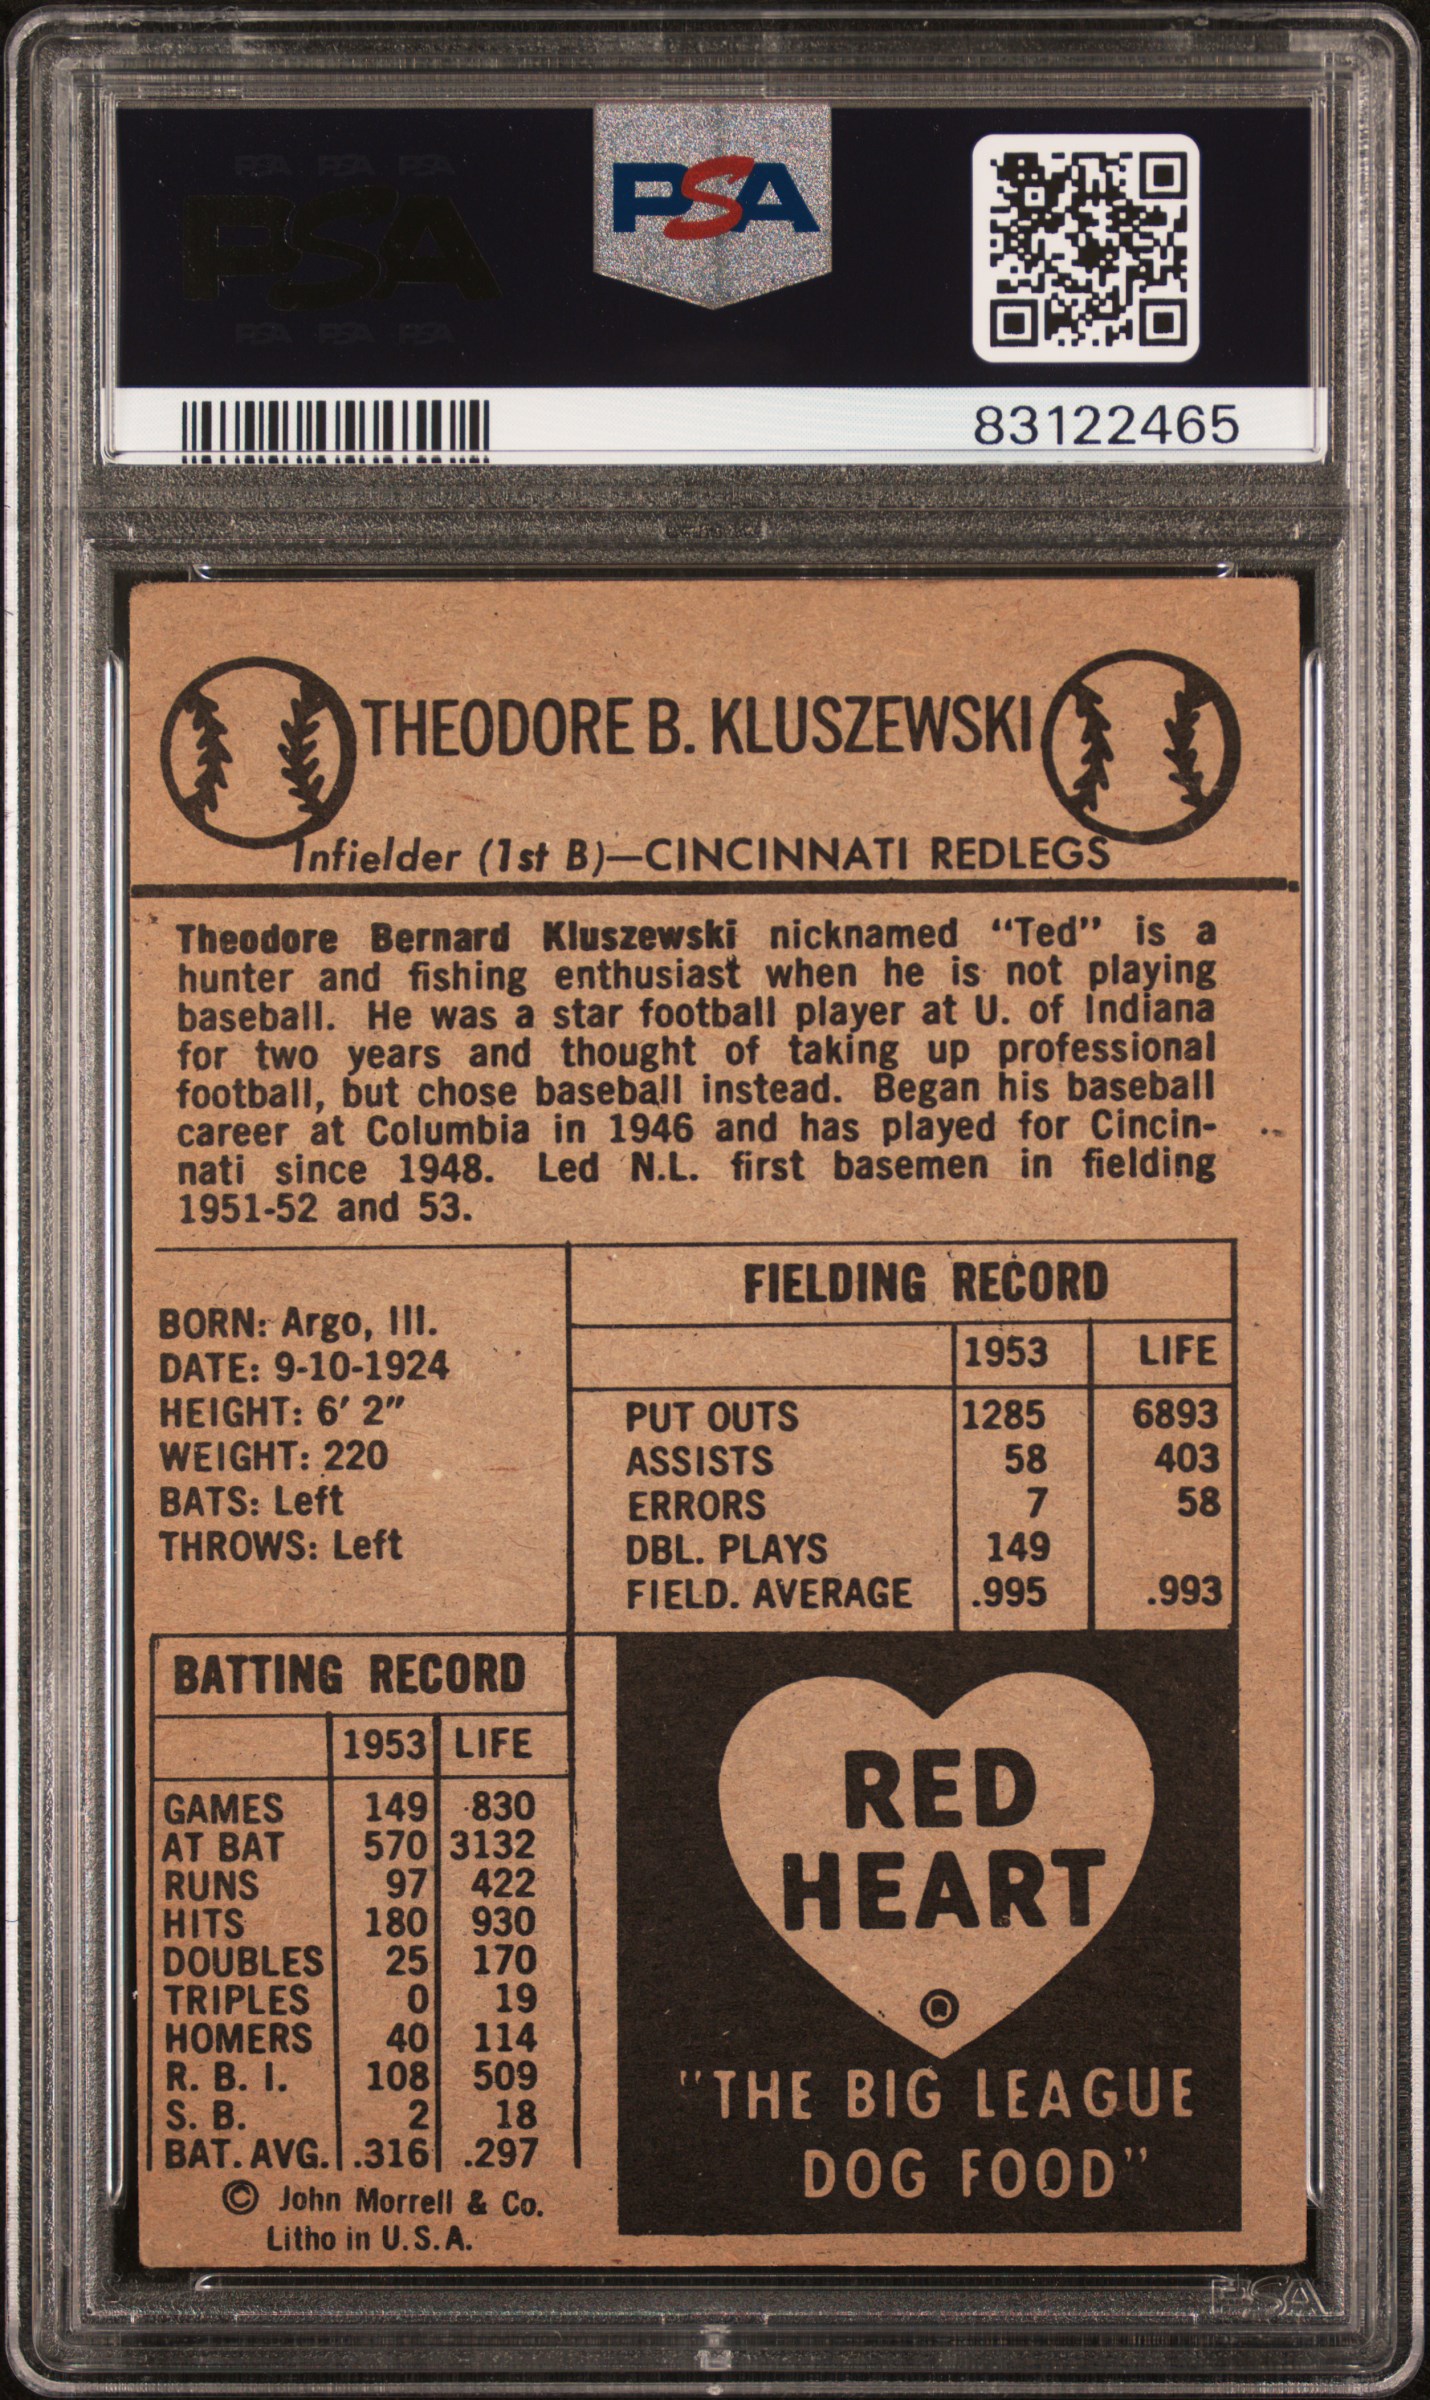 PSA PSA PSA
PSA
PSA PSA PSA
PSA
83122465
THEODORE B. KLUSZEWSKI
Infielder (1st B)—CINCINNATI REDLEGS
Theodore Bernard Kluszewski nicknamed "Ted" is a
hunter and fishing enthusiast when he is not playing
baseball. He was a star football player at U. of Indiana
for two years and thought of taking up professional
football, but chose baseball instead. Began his baseball
career at Columbia in 1946 and has played for Cincin-
nati since 1948. Led N.L. first basemen in fielding
1951-52 and 53.
BORN: Argo, Ill.
DATE: 9-10-1924
HEIGHT: 6' 2"
WEIGHT: 220
BATS: Left
THROWS: Left
FIELDING RECORD
1953 LIFE
PUT OUTS 1285 6893
ASSISTS 58 403
ERRORS 7 58
DBL. PLAYS 149
FIELD. AVERAGE .995 .993
BATTING RECORD
1953 LIFE
GAMES 149 830
AT BAT 570 3132
RUNS 97 422
HITS 180 930
DOUBLES 25 170
TRIPLES 0 19
HOMERS 40 114
R. B. I. 108 509
S. B. 2 18
BAT. AVG. .316 .297
© John Morrell & Co.
Litho in U.S.A.
RED
HEART
®
"THE BIG LEAGUE
DOG FOOD"
PSA